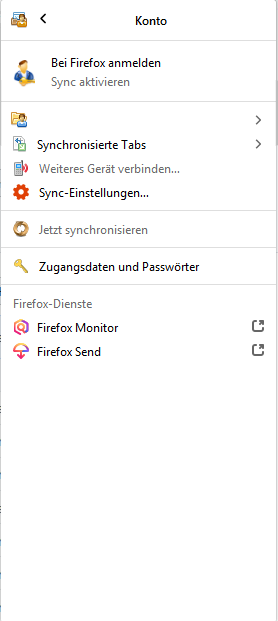 Konto
Bei Firefox anmelden
Sync aktivieren
Synchronisierte Tabs
Weiteres Gerät verbinden...
Sync-Einstellungen...
Jetzt synchronisieren
Zugangsdaten und Passwörter
Firefox-Dienste
Firefox Monitor
Firefox Send